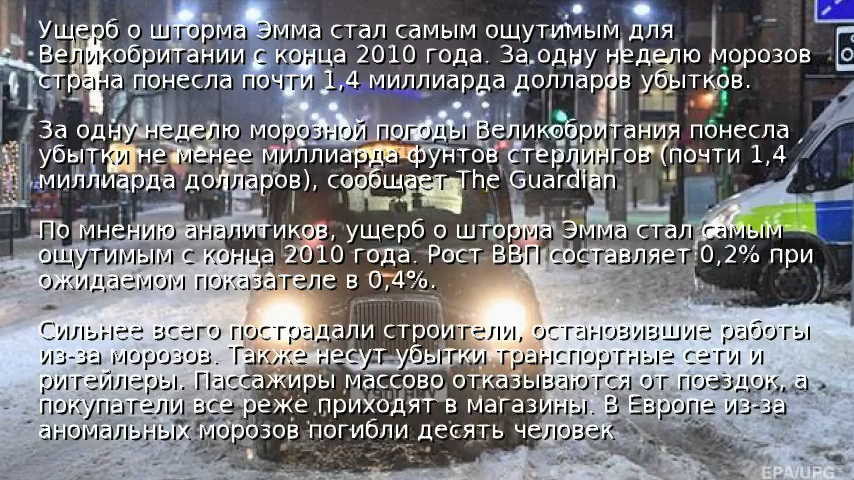 Ущерб о шторма Эмма стал самым ощутимым для
Великобритании с конца 2010 года. За одну неделю морозов
страна понесла почти 1,4 миллиарда долларов убытков.
За одну неделю морозной погоды Великобритания понесла
убытки не менее миллиарда фунтов стерлингов (почти 1,4
миллиарда долларов), сообщает The Guardian
По мнению аналитиков, ущерб о шторма Эмма стал самым
ощутимым с конца 2010 года. Рост ВВП составляет 0,2% при
ожидаемом показателе в 0,4%.
Сильнее всего пострадали строители, остановившие работы
из-за морозов. Также несут убытки транспортные сети и
ритейлеры. Пассажиры массово отказываются от поездок, а
покупатели все реже приходят в магазины. В Европе из-за
аномальных морозов погибли десять человек
EPA/UPG